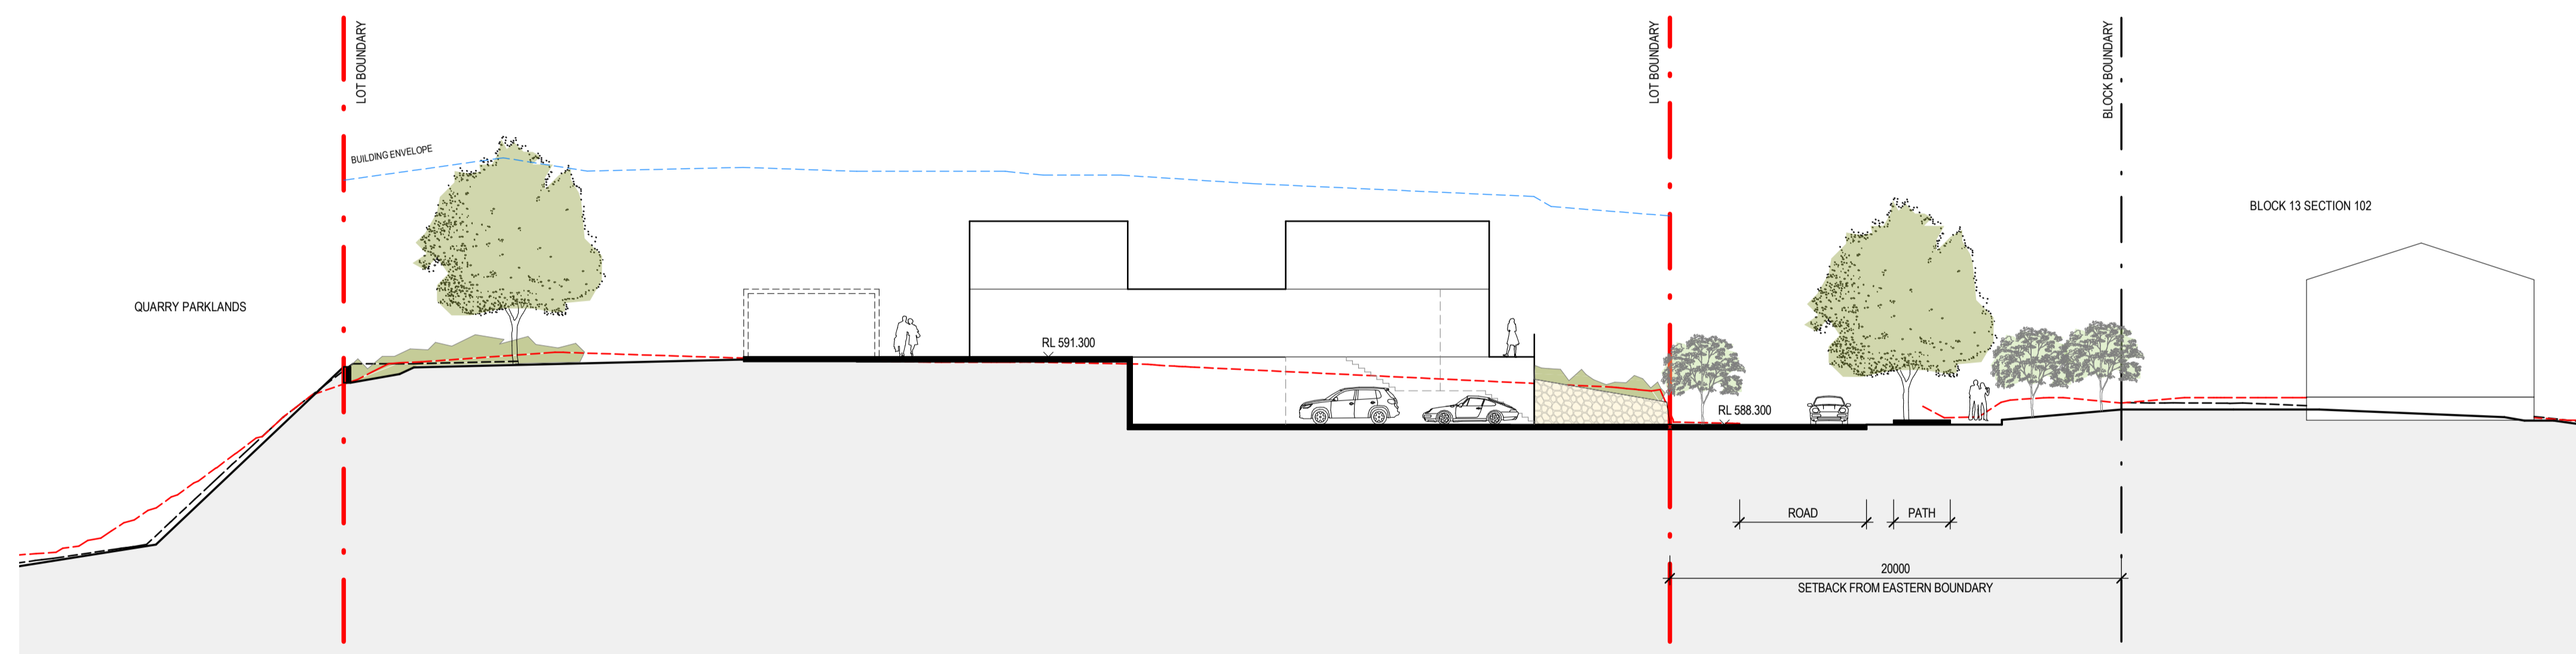 LOT BOUNDARY
LOT BOUNDARY
BLOCK BOUNDARY
BUILDING ENVELOPE
BLOCK 13 SECTION 102
QUARRY PARKLANDS
RL 591.300
RL 588.300
ROAD
PATH
20000
SETBACK FROM EASTERN BOUNDARY